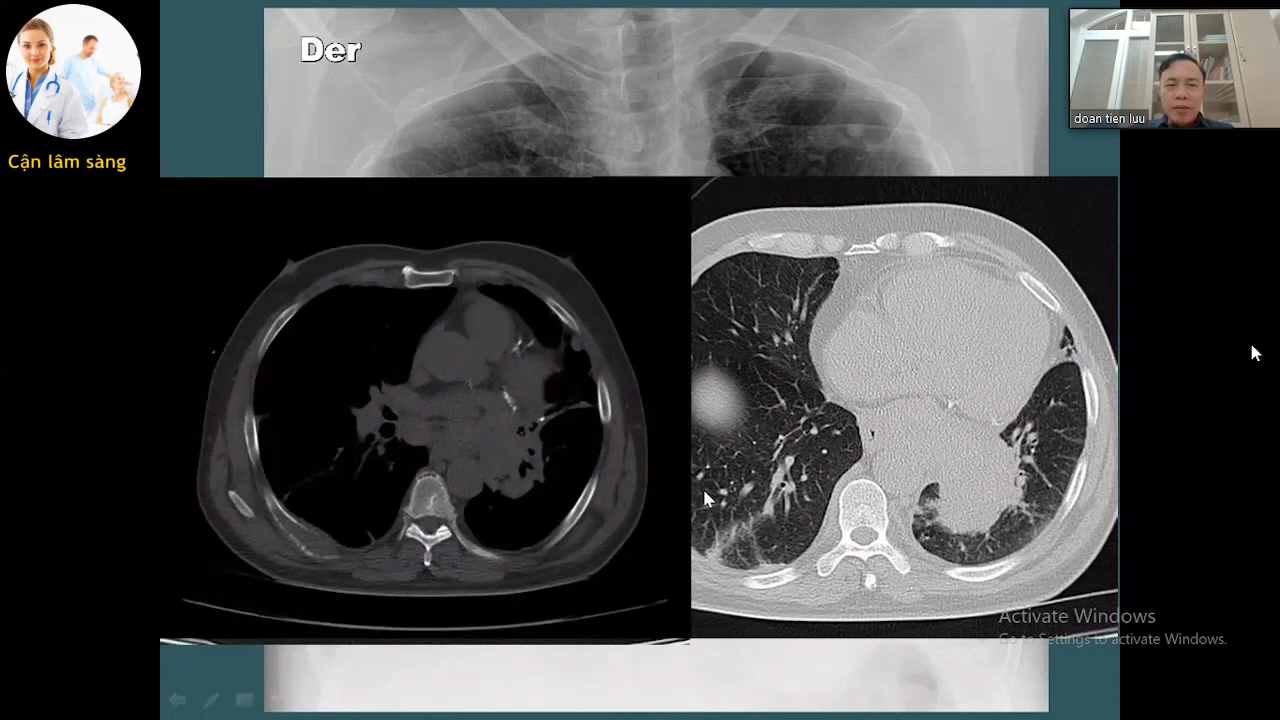 Der
doan tien luu
Cận lâm sàng
Activate Windows
Go to Settings to activate Windows.